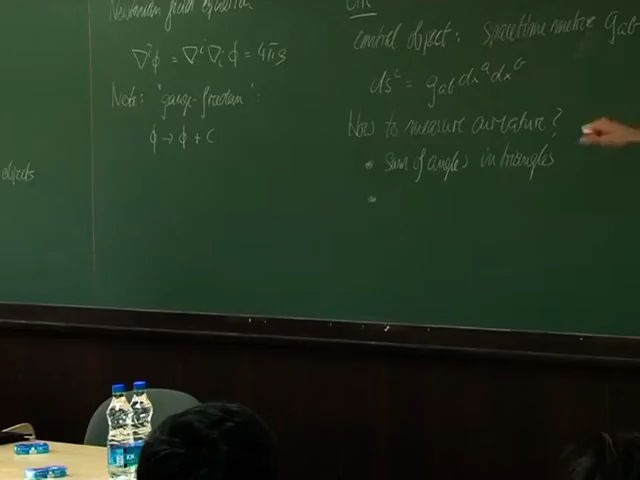 objects
Newtonian field equation
∇²ϕ = ∇ⁱ∇ᵢϕ = 4πρ
Note: "gauge-freedom":
ϕ → ϕ + c
GR
central object: spacetime metric gab
ds² = gab dxᵃ dxᵇ
How to measure curvature?
• sum of angles in triangles
•